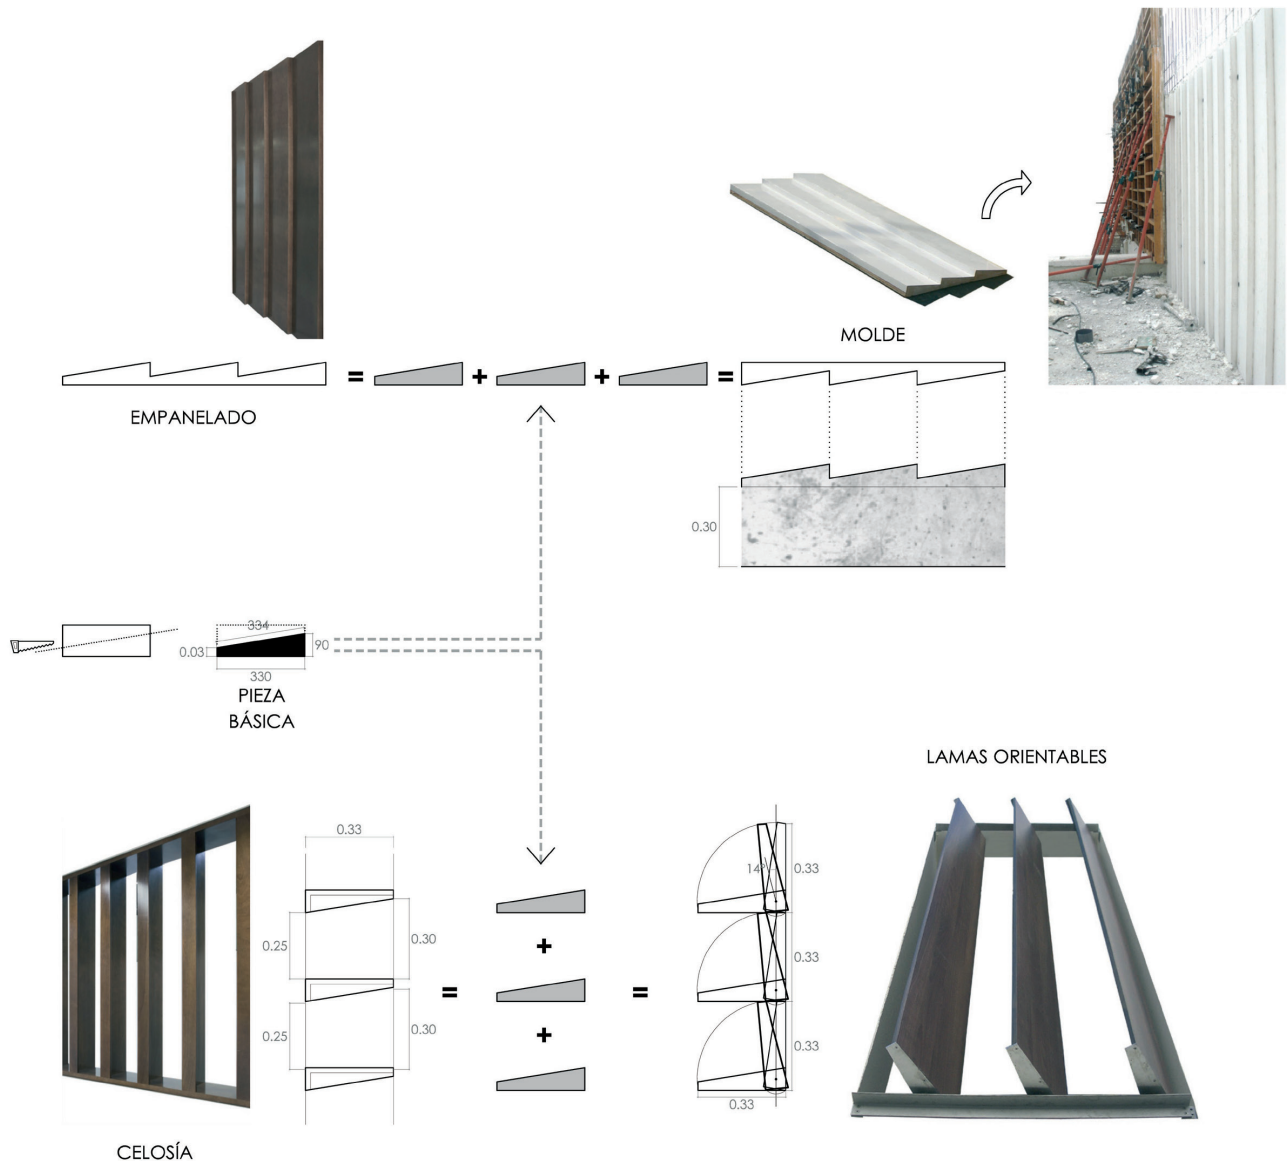 MOLDE
= + + =
EMPANELADO
0.30
334
0.03
90
330
PIEZA
BÁSICA
LAMAS ORIENTABLES
0.33
14°
0.33
0.25
0.30
+
0.33
=
=
0.25
0.30
+
0.33
0.33
CELOSÍA